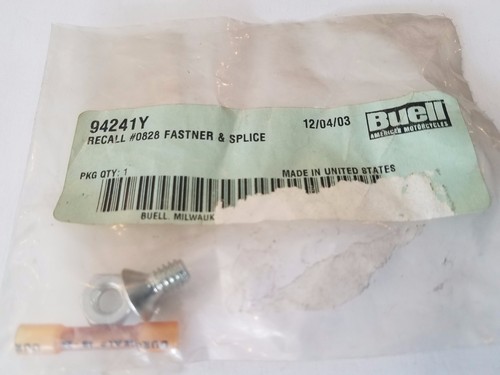 94241Y
12/04/03
Buell
AMERICAN MOTORCYCLES
RECALL #0828 FASTNER & SPLICE
PKG QTY: 1
MADE IN UNITED STATES
BUELL, MILWAUK